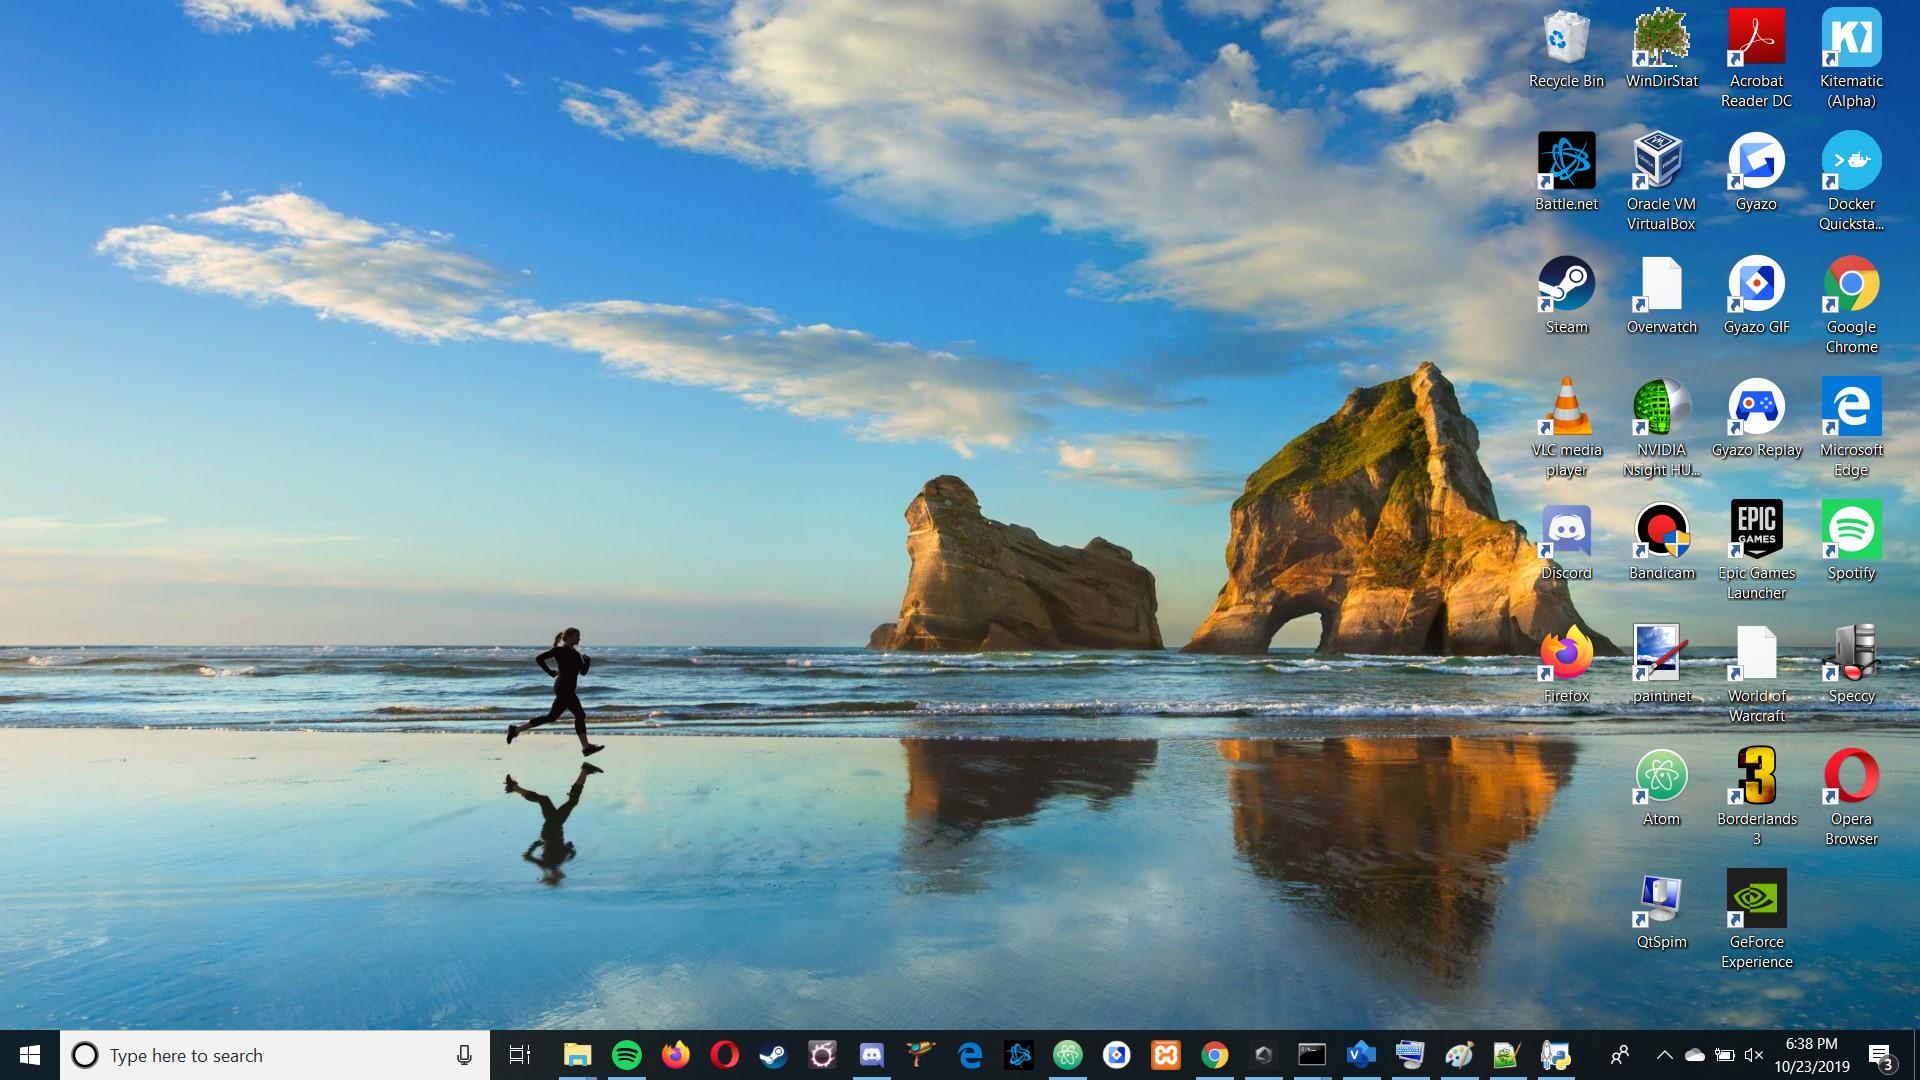 Recycle Bin
WinDirStat
Acrobat
Reader DC
Kitematic
(Alpha)
Battle.net
Oracle VM
VirtualBox
Gyazo
Docker
Quicksta...
Steam
Overwatch
Gyazo GIF
Google
Chrome
VLC media
player
NVIDIA
Nsight HU...
Gyazo Replay
Microsoft
Edge
Discord
Bandicam
EPIC
GAMES
Epic Games
Launcher
Spotify
Firefox
paint.net
World of
Warcraft
Speccy
Atom
3
Borderlands
3
Opera
Browser
QtSpim
GeForce
Experience
Type here to search
6:38 PM
10/23/2019
3